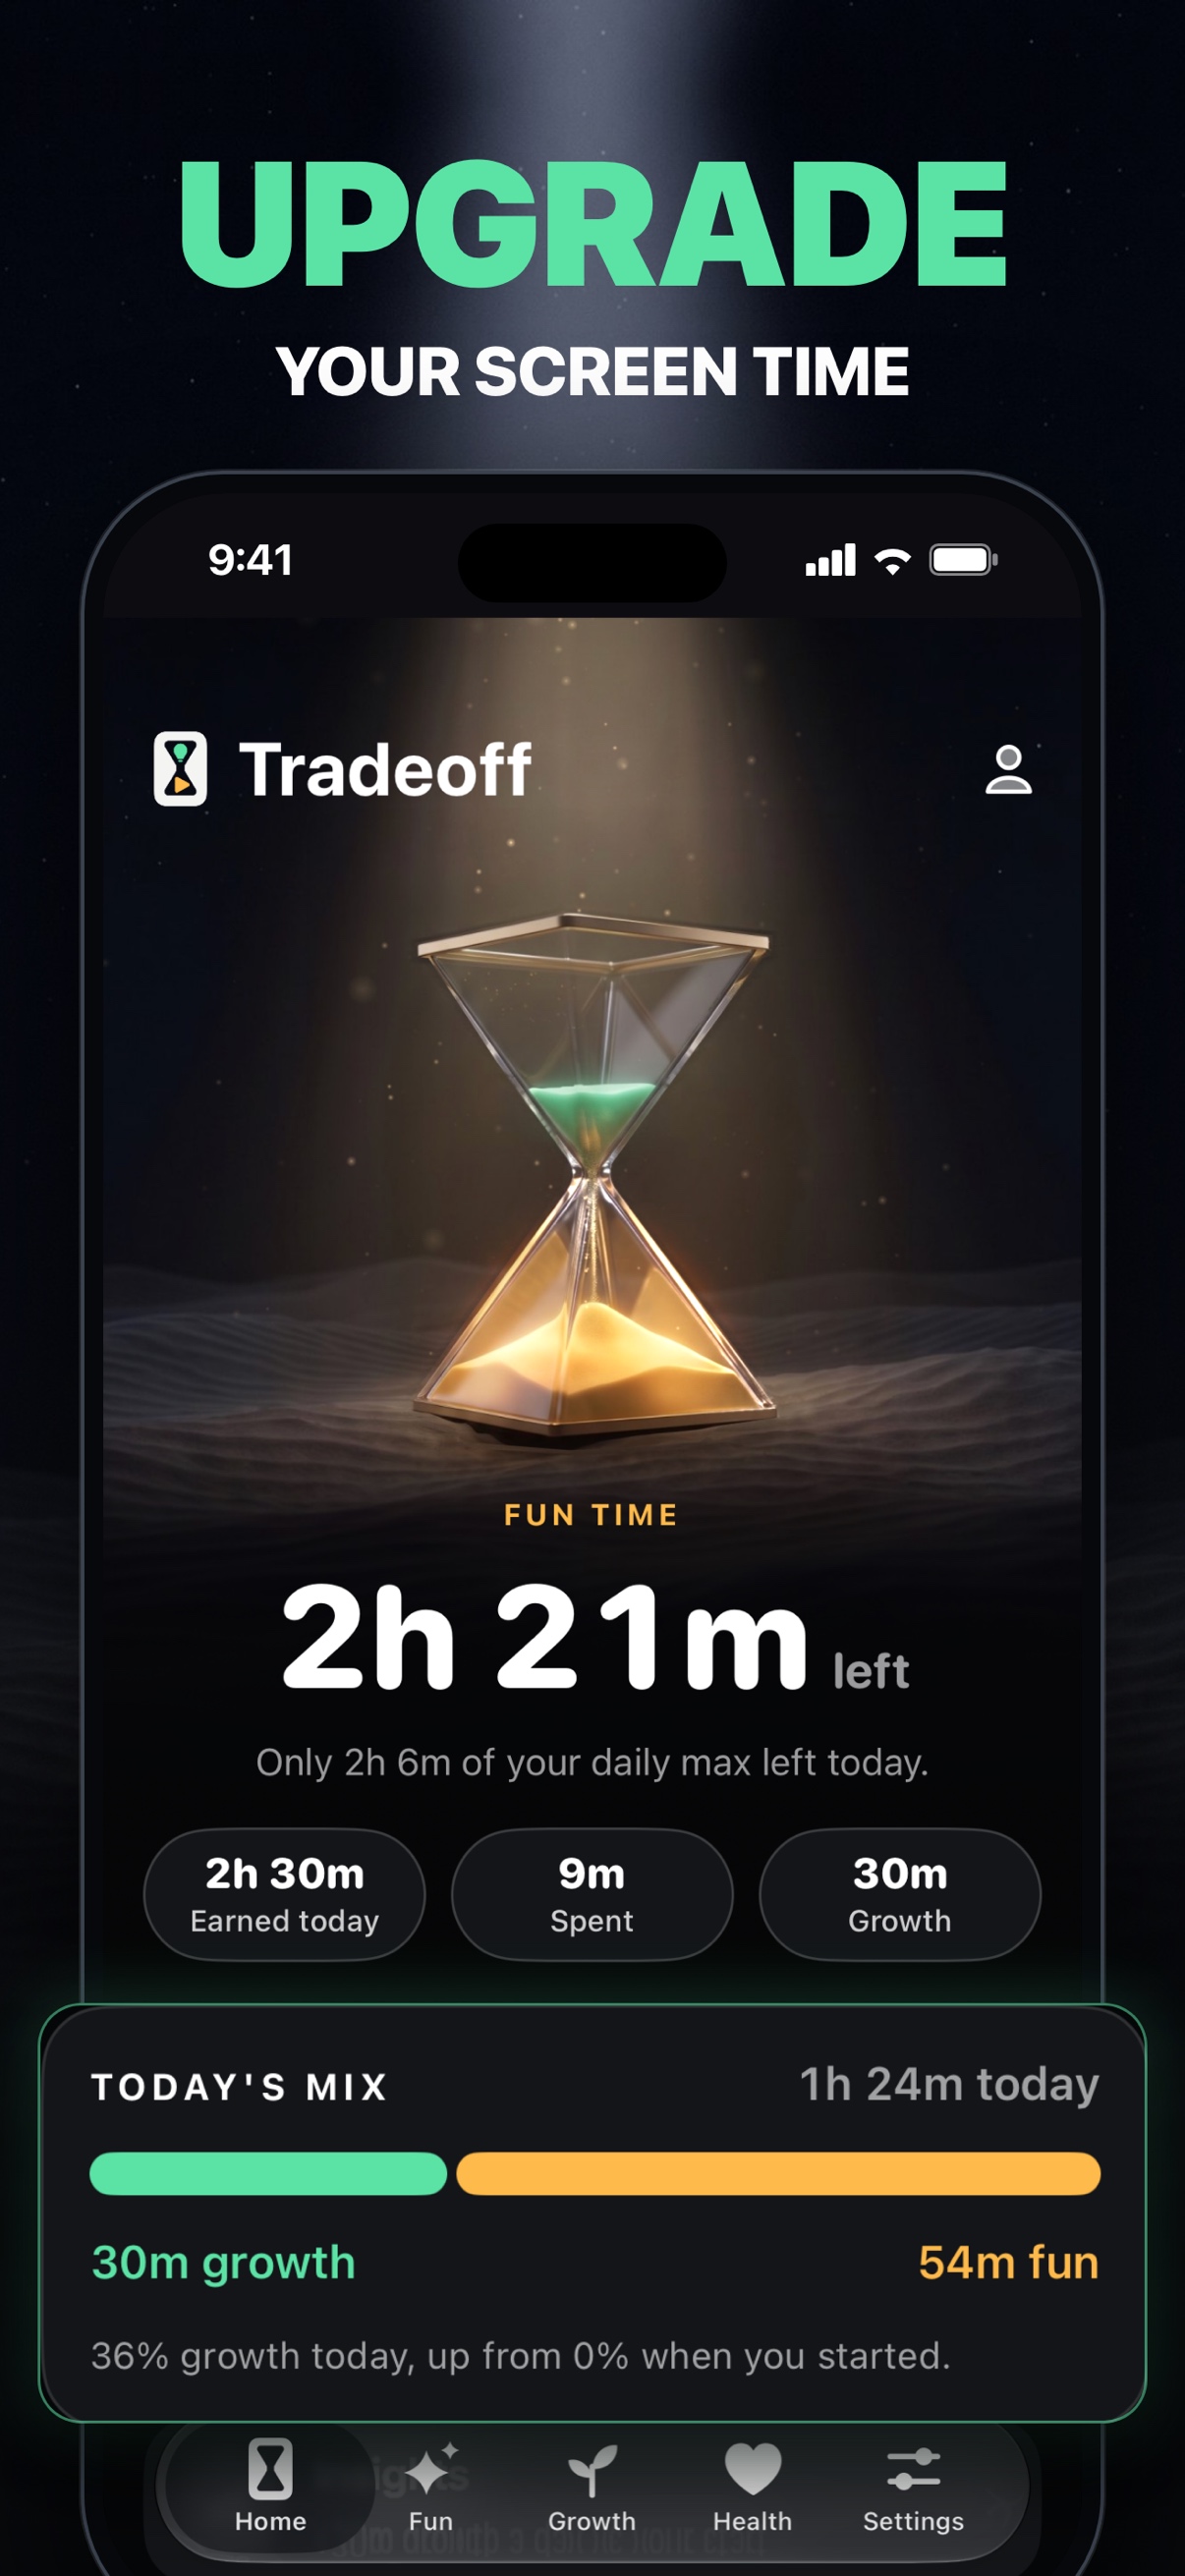 UPGRADE
YOUR SCREEN TIME
9:41
Tradeoff
FUN TIME
2h 21m left
Only 2h 6m of your daily max left today.
2h 30m 9m 30m
Earned today Spent Growth
TODAY'S MIX 1h 24m today
30m growth 54m fun
36% growth today, up from 0% when you started.
Home Fun Growth Health Settings